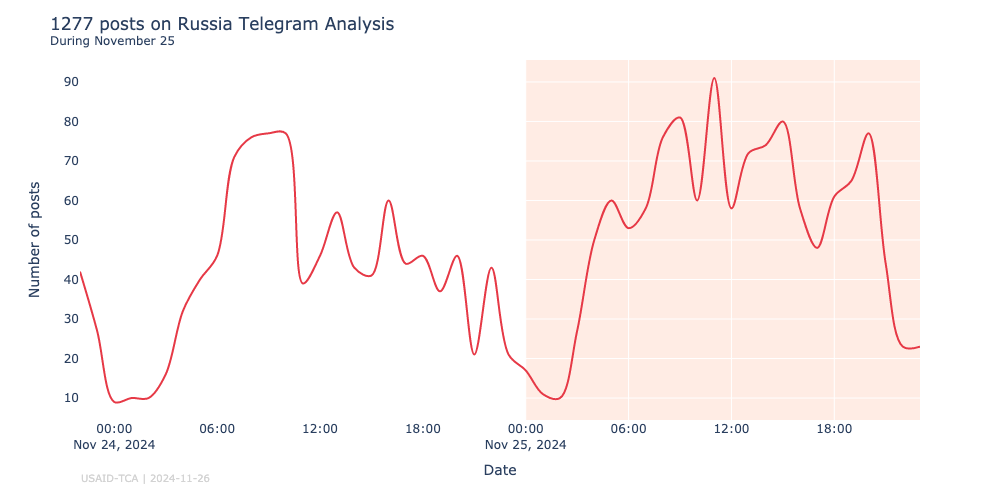 1277 posts on Russia Telegram Analysis
During November 25
90
80
70
60
50
40
30
20
10
Number of posts
00:00 06:00 12:00 18:00 00:00 06:00 12:00 18:00
Nov 24, 2024 Nov 25, 2024
Date
USAID-TCA | 2024-11-26